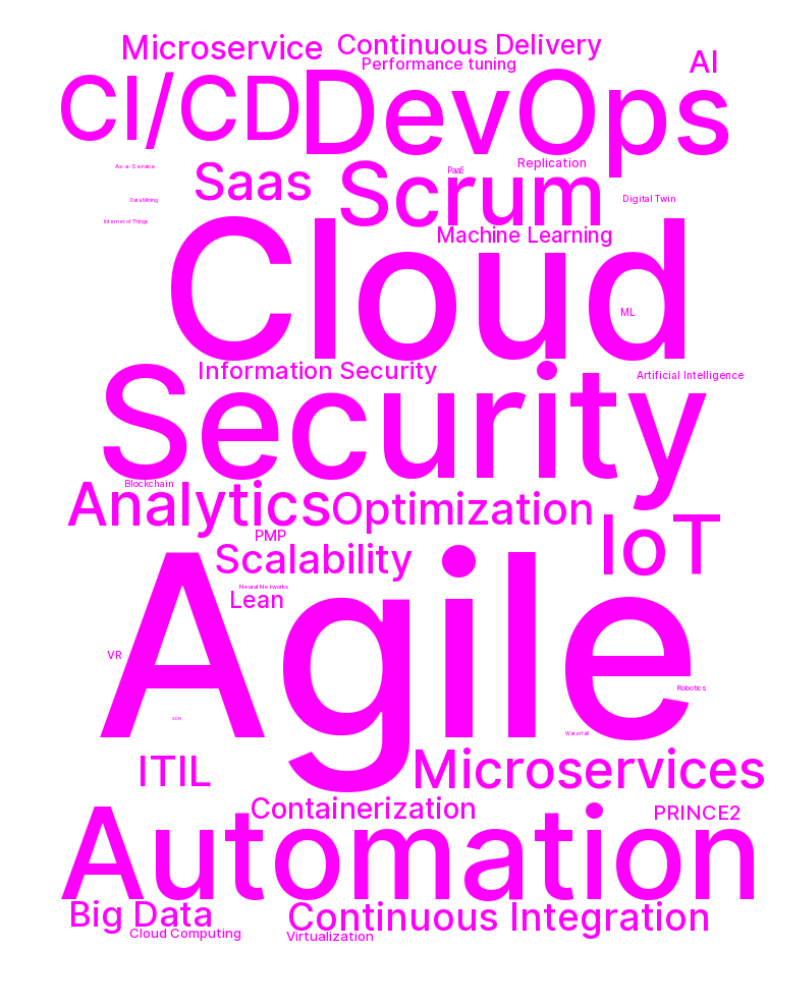 Microservice
Continuous Delivery
AI
Performance tuning
CI/CD
DevOps
Replication
As-a-Service
PaaS
Saas
Scrum
Data Mining
Digital Twin
Internet of Things
Machine Learning
Cloud
ML
Information Security
Artificial Intelligence
Security
Blockchain
Analytics
Optimization
IoT
PMP
Scalability
Neural Networks
Lean
Agile
VR
Robotics
Waterfall
ITIL
Microservices
Containerization
PRINCE2
Automation
Big Data
Continuous Integration
Cloud Computing
Virtualization